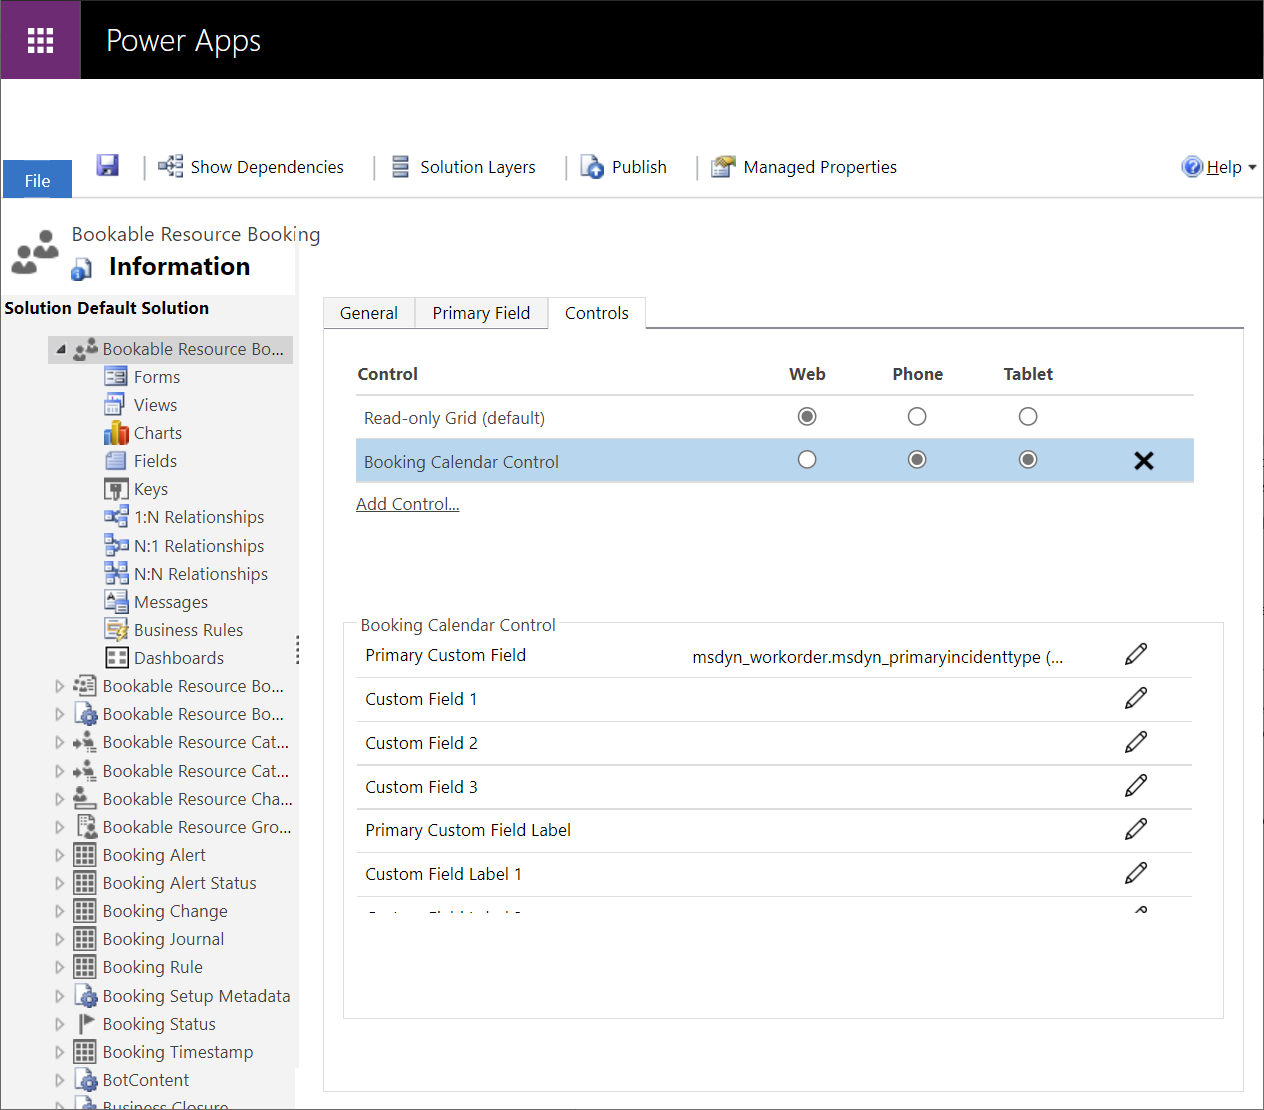 Power Apps
File
Show Dependencies
Solution Layers
Publish
Managed Properties
Help
Bookable Resource Booking
Information
Solution Default Solution
Bookable Resource Bo...
Forms
Views
Charts
Fields
Keys
1:N Relationships
N:1 Relationships
N:N Relationships
Messages
Business Rules
Dashboards
Bookable Resource Bo...
Bookable Resource Bo...
Bookable Resource Cat...
Bookable Resource Cat...
Bookable Resource Cha...
Bookable Resource Gro...
Booking Alert
Booking Alert Status
Booking Change
Booking Journal
Booking Rule
Booking Setup Metadata
Booking Status
Booking Timestamp
BotContent
Business Closure
General
Primary Field
Controls
Control Web Phone Tablet
Read-only Grid (default)
Booking Calendar Control
Add Control...
Booking Calendar Control
Primary Custom Field msdyn_workorder.msdyn_primaryincidenttype (...
Custom Field 1
Custom Field 2
Custom Field 3
Primary Custom Field Label
Custom Field Label 1